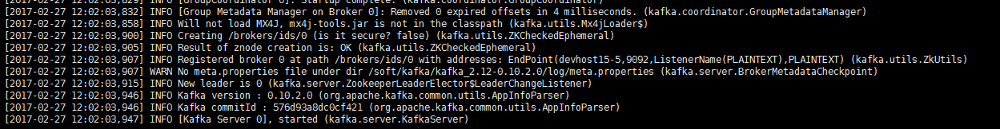 [2017-02-27 12:02:03,829] INFO [GroupCoordinator 0]: Startup complete. (kafka.coordinator.GroupCoordinator)
[2017-02-27 12:02:03,832] INFO [Group Metadata Manager on Broker 0]: Removed 0 expired offsets in 4 milliseconds. (kafka.coordinator.GroupMetadataManager)
[2017-02-27 12:02:03,858] INFO Will not load MX4J, mx4j-tools.jar is not in the classpath (kafka.utils.Mx4jLoader$)
[2017-02-27 12:02:03,900] INFO Creating /brokers/ids/0 (is it secure? false) (kafka.utils.ZKCheckedEphemeral)
[2017-02-27 12:02:03,905] INFO Result of znode creation is: OK (kafka.utils.ZKCheckedEphemeral)
[2017-02-27 12:02:03,907] INFO Registered broker 0 at path /brokers/ids/0 with addresses: EndPoint(devhost15-5,9092,ListenerName(PLAINTEXT),PLAINTEXT) (kafka.utils.ZkUtils)
[2017-02-27 12:02:03,907] WARN No meta.properties file under dir /soft/kafka/kafka_2.12-0.10.2.0/log/meta.properties (kafka.server.BrokerMetadataCheckpoint)
[2017-02-27 12:02:03,915] INFO New leader is 0 (kafka.server.ZookeeperLeaderElector$LeaderChangeListener)
[2017-02-27 12:02:03,946] INFO Kafka version : 0.10.2.0 (org.apache.kafka.common.utils.AppInfoParser)
[2017-02-27 12:02:03,946] INFO Kafka commitId : 576d93a8dc0cf421 (org.apache.kafka.common.utils.AppInfoParser)
[2017-02-27 12:02:03,947] INFO [Kafka Server 0], started (kafka.server.KafkaServer)